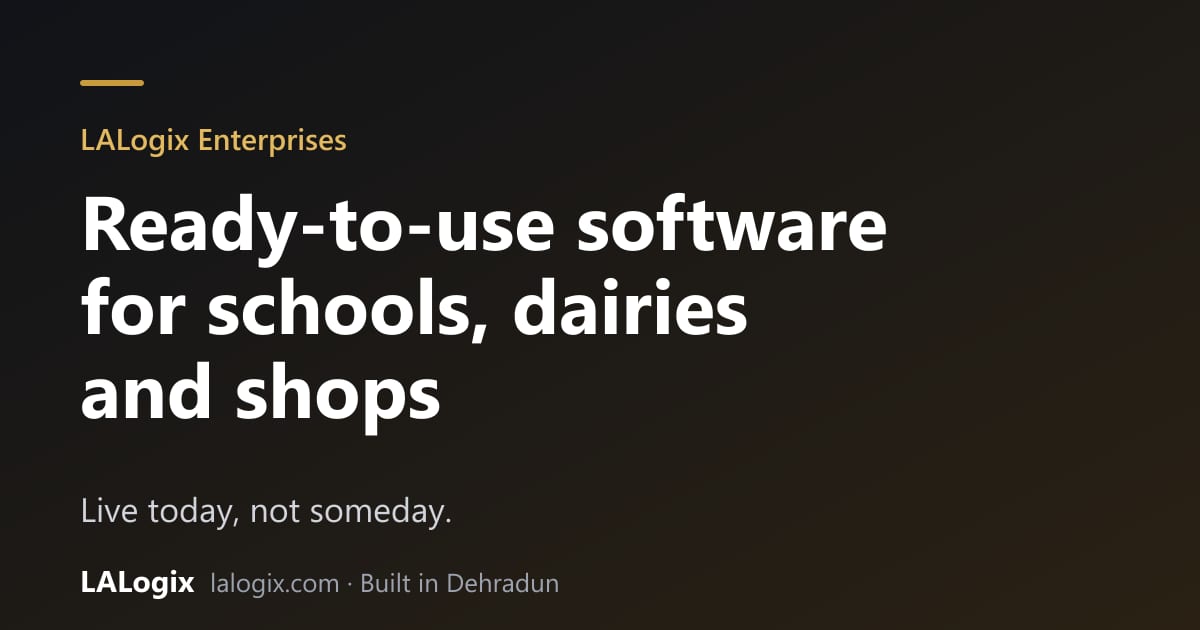 LALogix Enterprises
Ready-to-use software
for schools, dairies
and shops
Live today, not someday.
LALogix lalogix.com · Built in Dehradun